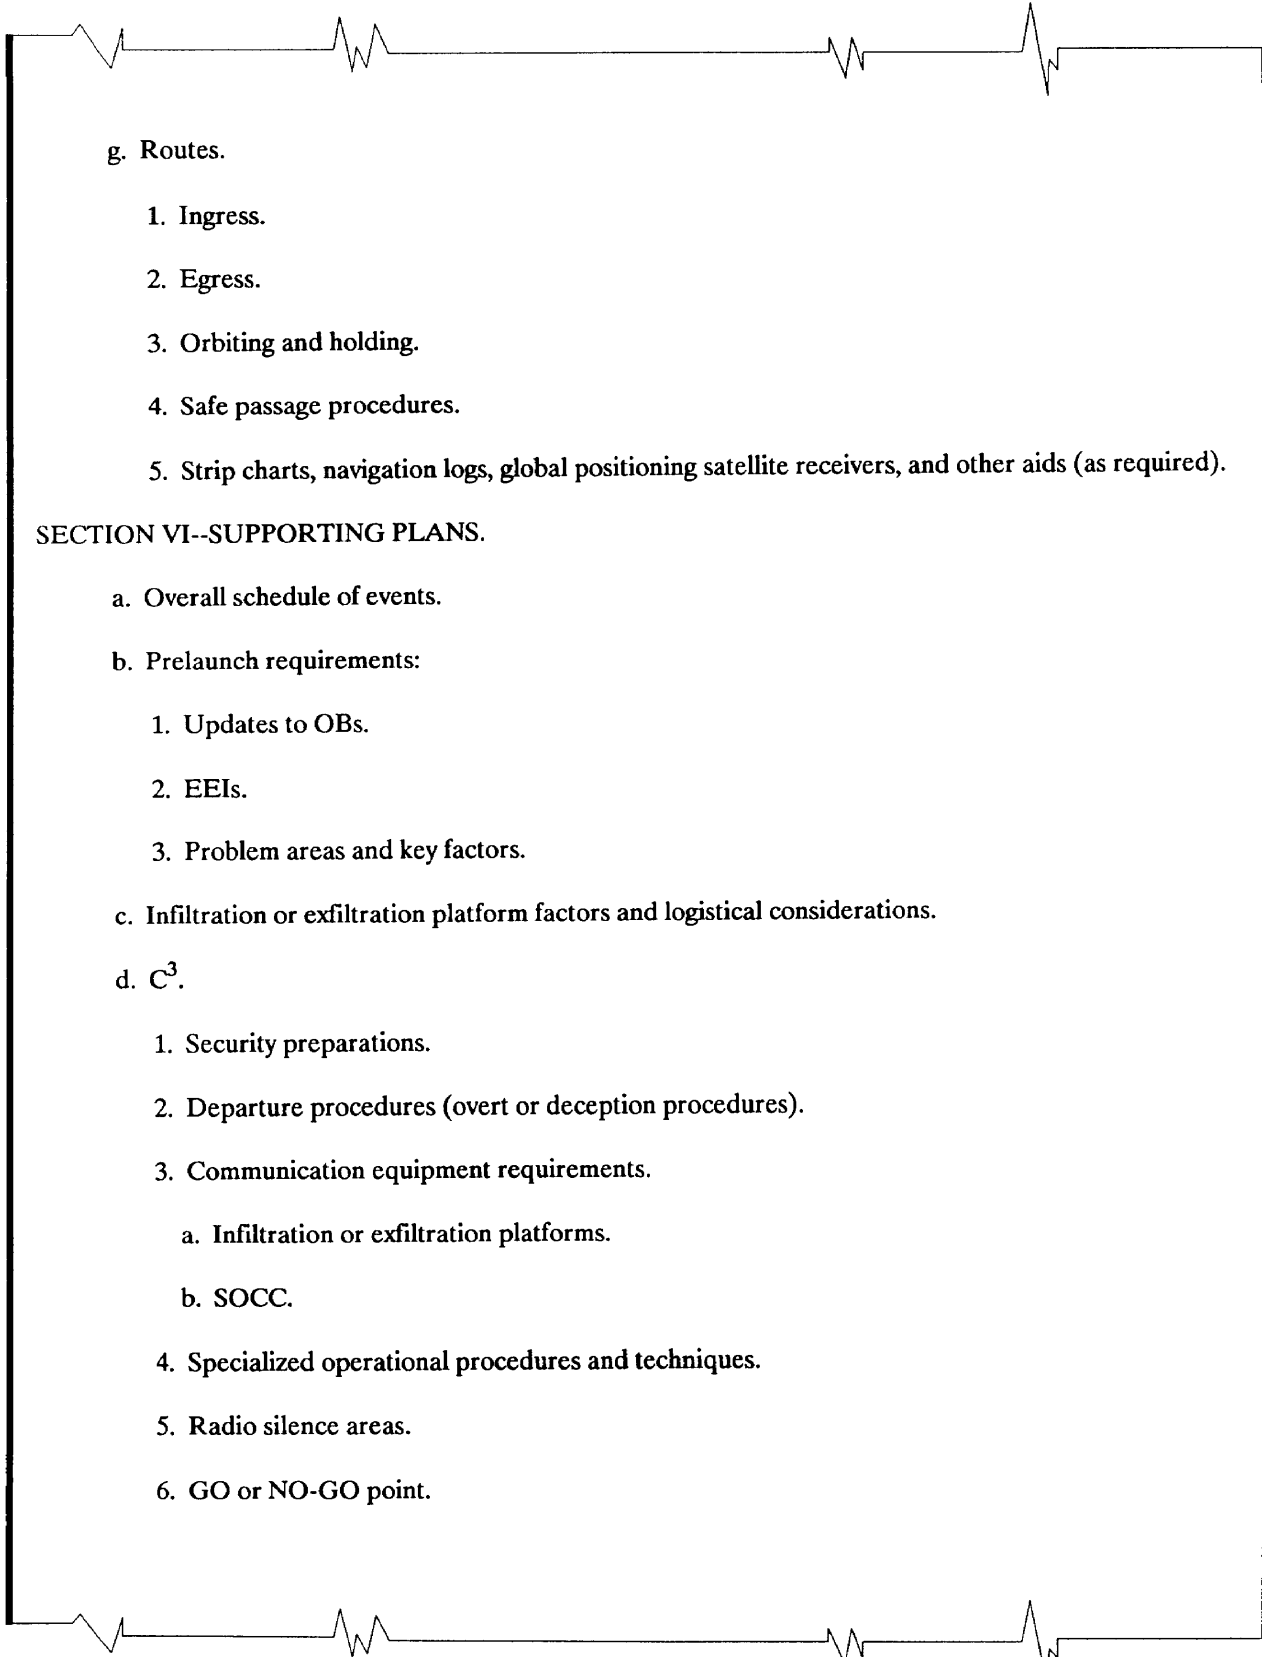 g. Routes.
1. Ingress.
2. Egress.
3. Orbiting and holding.
4. Safe passage procedures.
5. Strip charts, navigation logs, global positioning satellite receivers, and other aids (as required).
SECTION VI--SUPPORTING PLANS.
a. Overall schedule of events.
b. Prelaunch requirements:
1. Updates to OBs.
2. EEIs.
3. Problem areas and key factors.
c. Infiltration or exfiltration platform factors and logistical considerations.
d. C³.
1. Security preparations.
2. Departure procedures (overt or deception procedures).
3. Communication equipment requirements.
a. Infiltration or exfiltration platforms.
b. SOCC.
4. Specialized operational procedures and techniques.
5. Radio silence areas.
6. GO or NO-GO point.